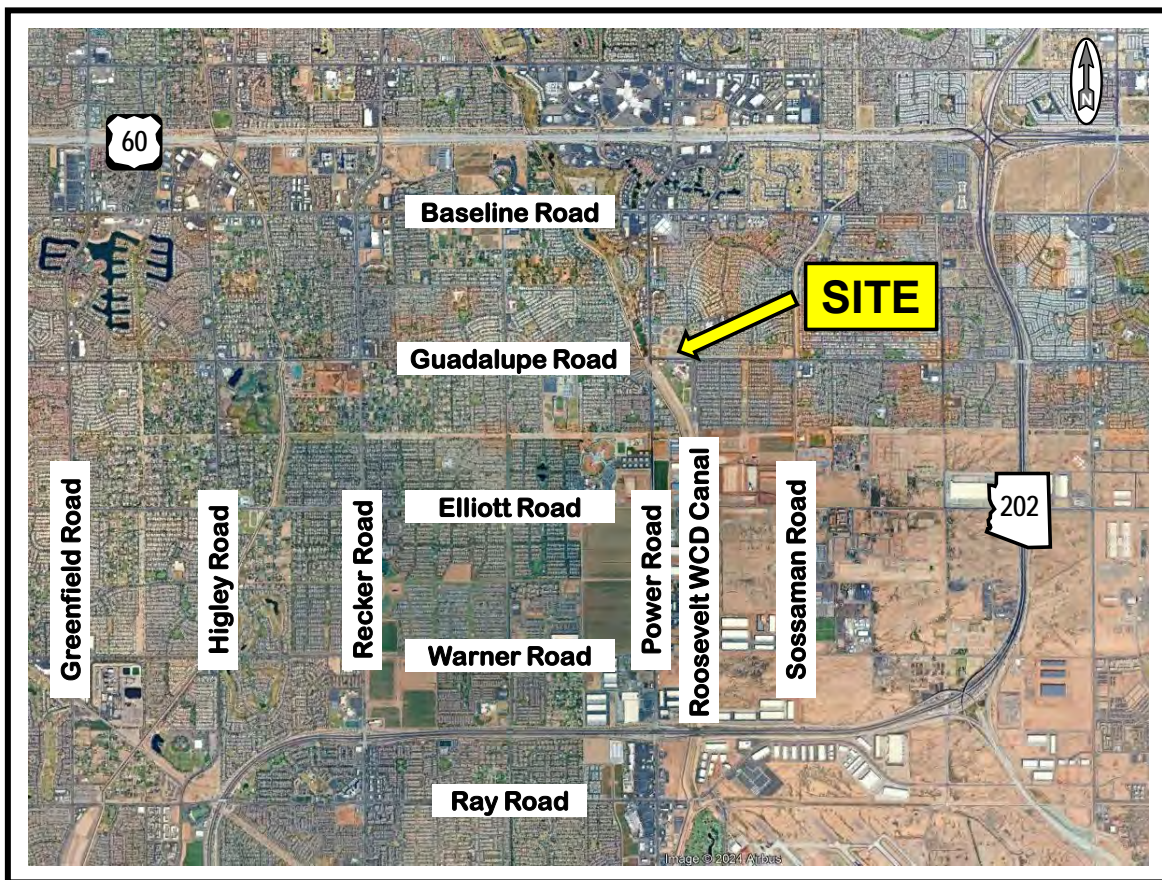 N
60
Baseline Road
SITE
Guadalupe Road
Greenfield Road
Higley Road
Recker Road
Elliott Road
Power Road
Roosevelt WCD Canal
Sossaman Road
202
Warner Road
Ray Road
Image © 2024 Airbus